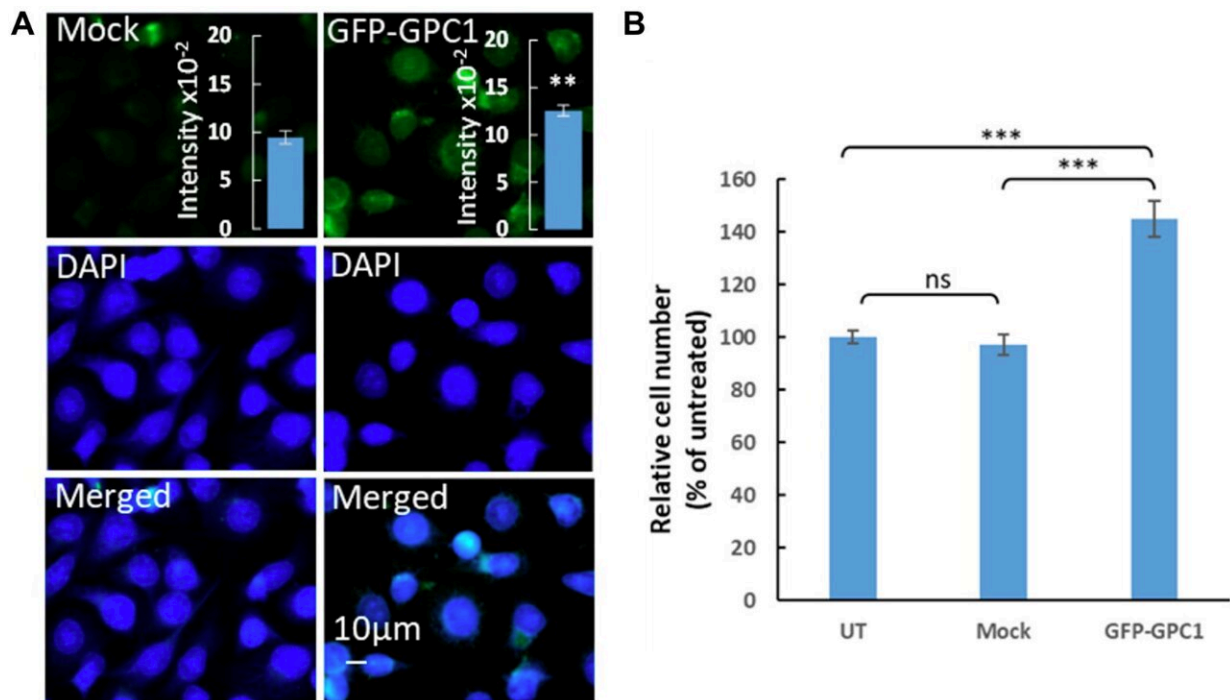 A
Mock
Intensity x10-2
20
15
10
5
0
GFP-GPC1
Intensity x10-2
20
15
10
5
0
**
DAPI
DAPI
Merged
Merged
10μm
B
Relative cell number
(% of untreated)
160
140
120
100
80
60
40
20
0
***
***
ns
UT
Mock
GFP-GPC1